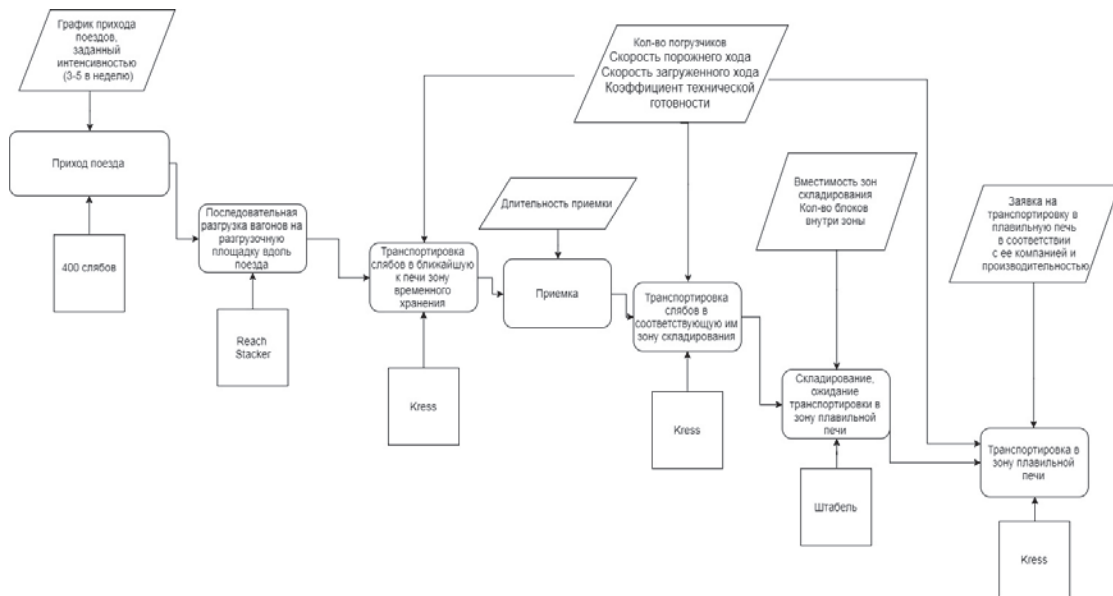 График прихода
поездов,
заданный
интенсивностью
(3-5 в неделю)
Приход поезда
400 слябов
Последовательная
разгрузка вагонов на
разгрузочную
площадку вдоль
поезда
Reach
Stacker
Кол-во погрузчиков
Скорость порожнего хода
Скорость загруженного хода
Коэффициент технической
готовности
Транспортировка
слябов в ближайшую
к печи зону
временного
хранения
Kress
Длительность приемки
Приемка
Транспортировка
слябов в
соответствующую им
зону складирования
Kress
Вместимость зон
складирования
Кол-во блоков
внутри зоны
Складирование,
ожидание
транспортировки в
зону плавильной
печи
Штабель
Заявка на
транспортировку в
плавильную печь
в соответствии
с ее компанией и
производительностью
Транспортировка в
зону плавильной
печи
Kress